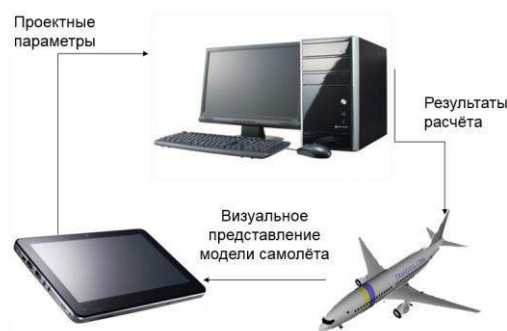 Проектные
параметры
Результаты
расчёта
Визуальное
представление
модели самолёта